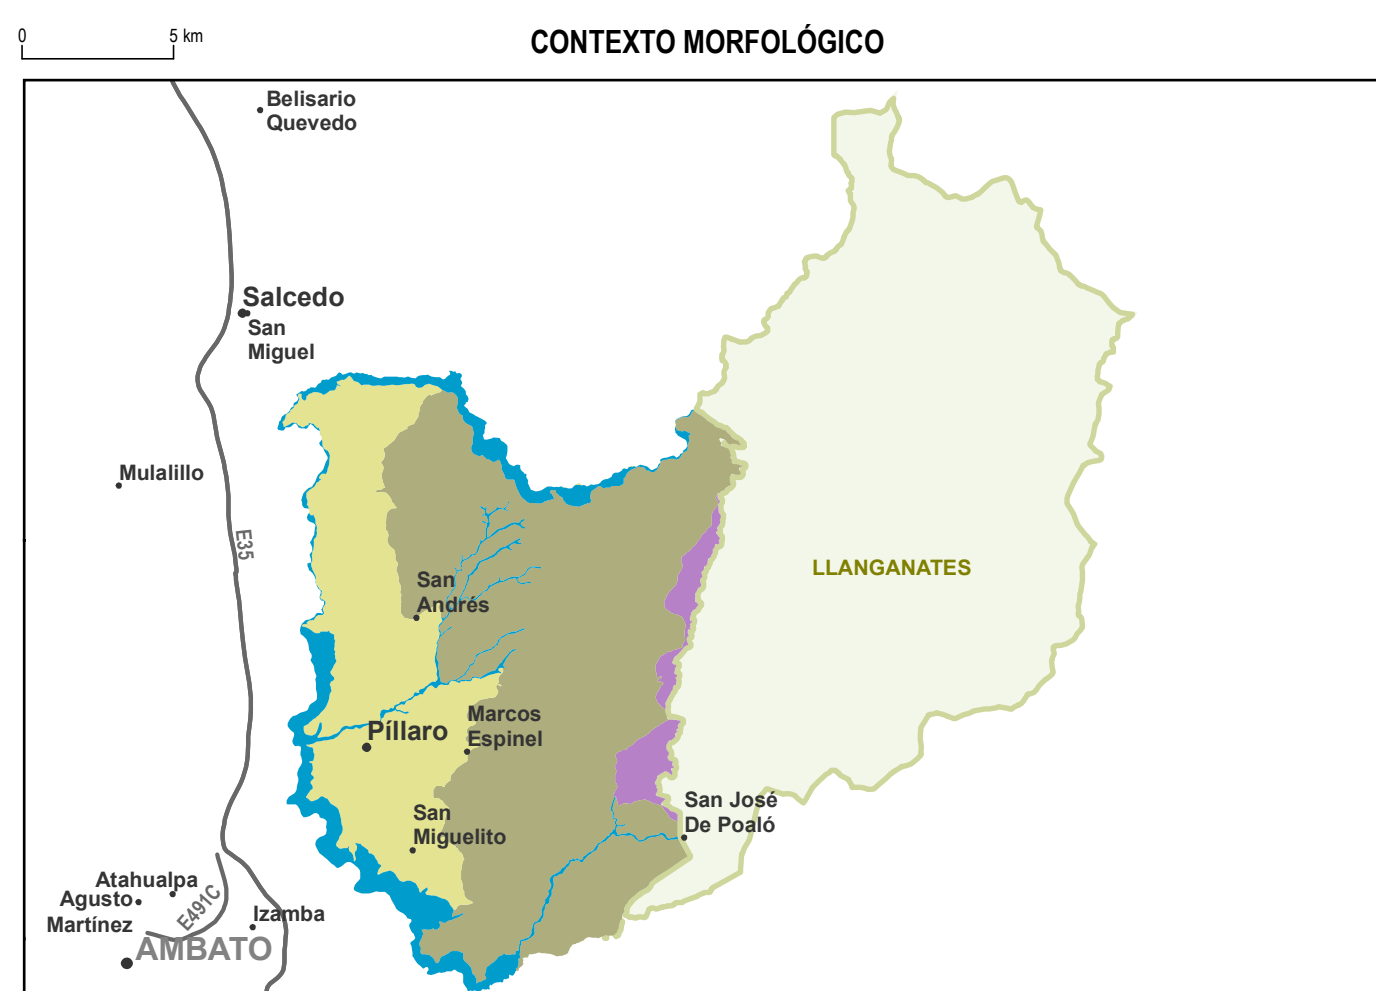 0 5 km
CONTEXTO MORFOLÓGICO
Belisario
Quevedo
Salcedo
San
Miguel
Mulalillo
E35
LLANGANATES
San
Andrés
Marcos
Espinel
Píllaro
San José
De Poaló
San
Miguelito
Atahualpa
Agusto
Martínez
E491C
Izamba
AMBATO